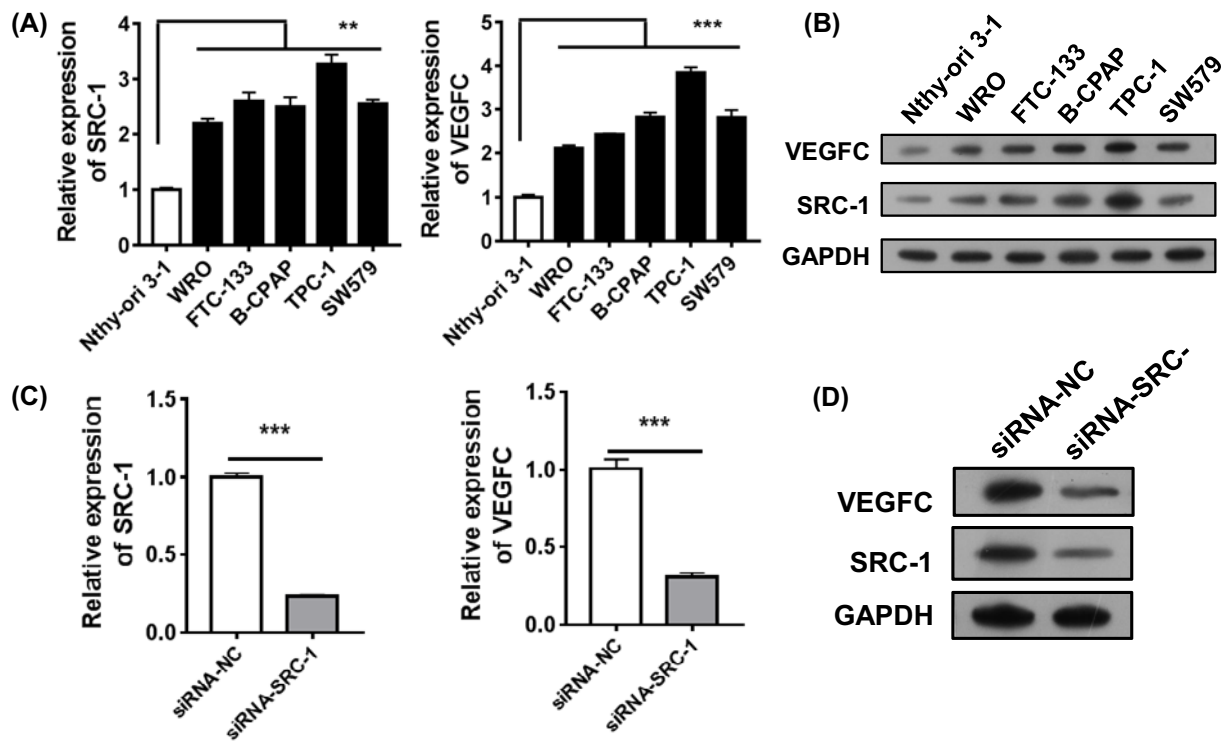 (A)
Relative expression
of SRC-1
4
3
2
1
0
**
Nthy-ori 3-1
WRO
FTC-133
B-CPAP
TPC-1
SW579
Relative expression
of VEGFC
5
4
3
2
1
0
***
Nthy-ori 3-1
WRO
FTC-133
B-CPAP
TPC-1
SW579
(B)
Nthy-ori 3-1
WRO
FTC-133
B-CPAP
TPC-1
SW579
VEGFC
SRC-1
GAPDH
(C)
Relative expression
of SRC-1
1.5
1.0
0.5
0.0
***
siRNA-NC
siRNA-SRC-1
Relative expression
of VEGFC
1.5
1.0
0.5
0.0
***
siRNA-NC
siRNA-SRC-1
(D)
siRNA-NC
siRNA-SRC-
VEGFC
SRC-1
GAPDH